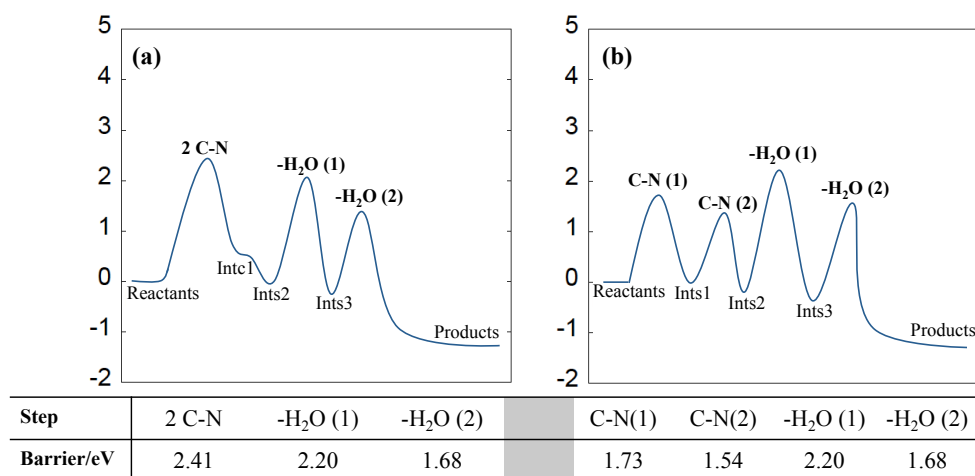 (a)
5
4
3
2
1
0
-1
-2
2 C-N
-H₂O (1)
-H₂O (2)
Reactants
Intc1
Ints2
Ints3
Products
(b)
5
4
3
2
1
0
-1
-2
C-N (1)
C-N (2)
-H₂O (1)
-H₂O (2)
Reactants
Ints1
Ints2
Ints3
Products
Step 2 C-N -H₂O (1) -H₂O (2) C-N(1) C-N(2) -H₂O (1) -H₂O (2)
Barrier/eV 2.41 2.20 1.68 1.73 1.54 2.20 1.68